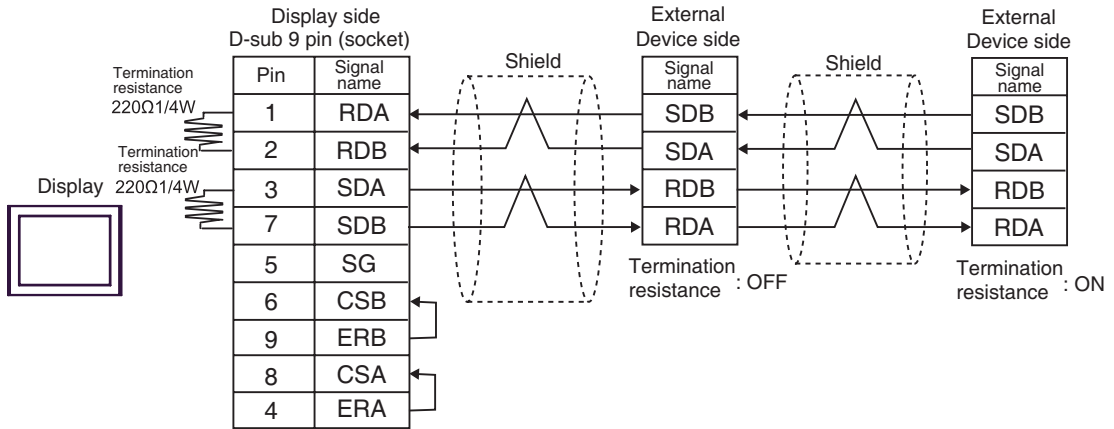 Display side
D-sub 9 pin (socket)
External
Device side
External
Device side
Termination
resistance
220Ω1/4W
Termination
resistance
220Ω1/4W
Display
Pin
Signal
name
1
RDA
2
RDB
3
SDA
7
SDB
5
SG
6
CSB
9
ERB
8
CSA
4
ERA
Shield
Signal
name
SDB
SDA
RDB
RDA
Termination
resistance : OFF
Shield
Signal
name
SDB
SDA
RDB
RDA
Termination
resistance : ON